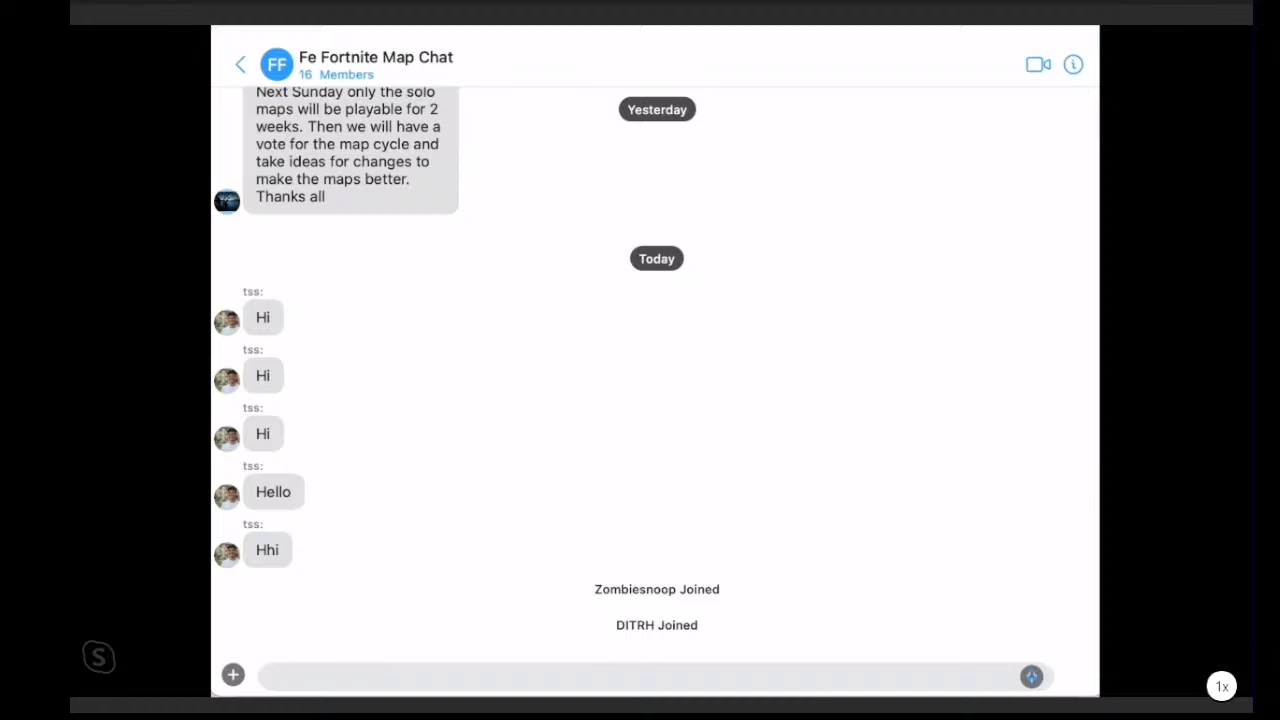 FF
Fe Fortnite Map Chat
16 Members
Next Sunday only the solo
maps will be playable for 2
weeks. Then we will have a
vote for the map cycle and
take ideas for changes to
make the maps better.
Thanks all
Yesterday
Today
tss:
Hi
tss:
Hi
tss:
Hi
tss:
Hello
tss:
Hhi
Zombiesnoop Joined
DITRH Joined
S
1x